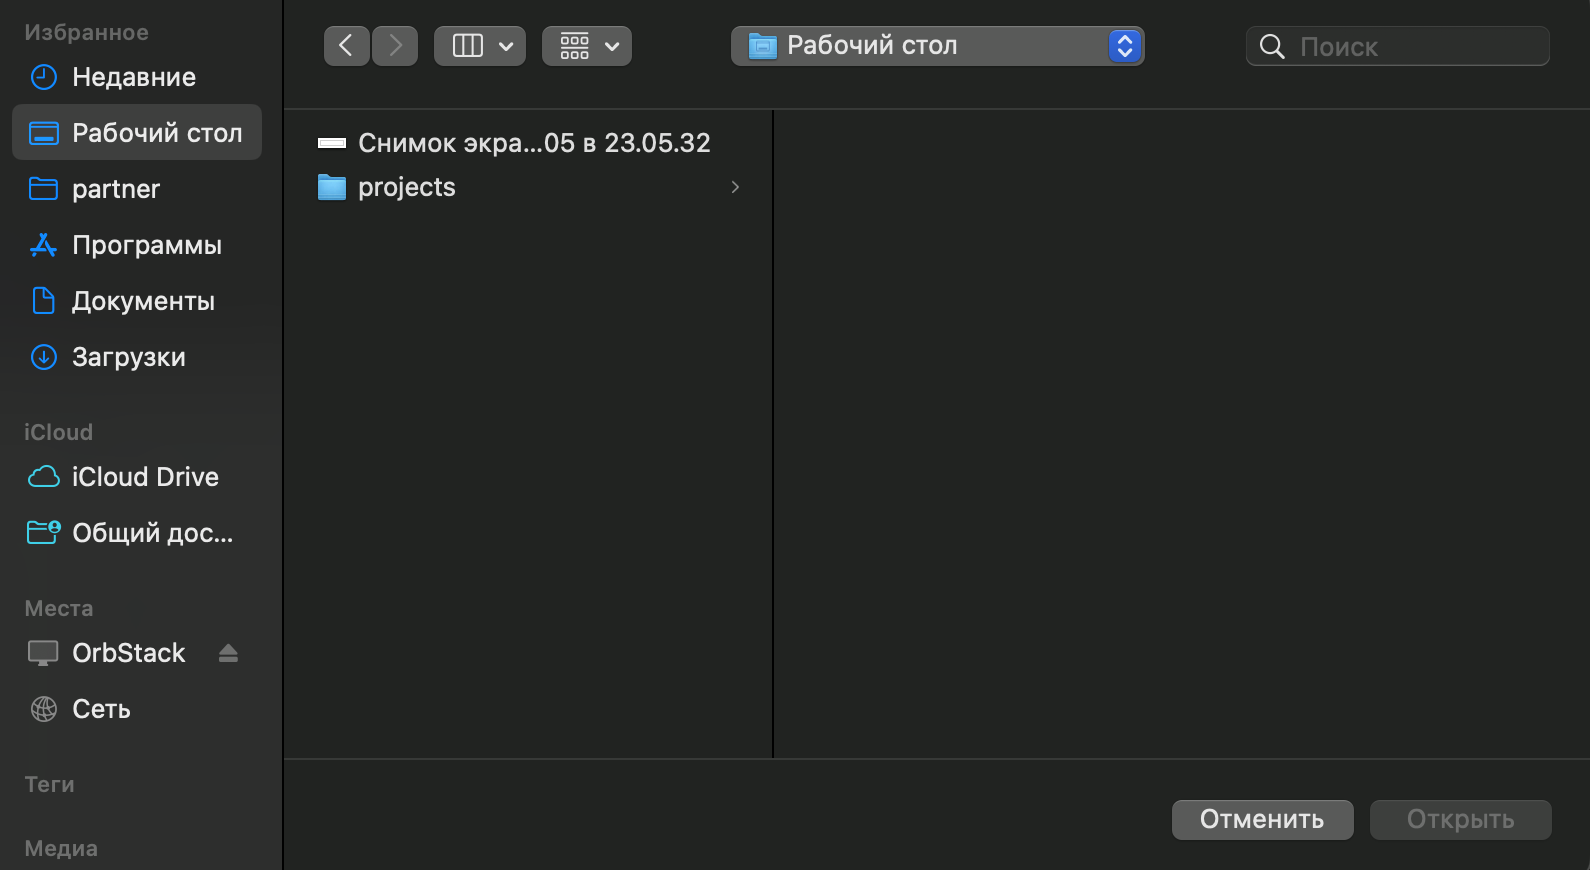 Избранное
Недавние
Рабочий стол
partner
Программы
Документы
Загрузки
iCloud
iCloud Drive
Общий дос...
Места
OrbStack
Сеть
Теги
Медиа
Рабочий стол
Поиск
Снимок экра...05 в 23.05.32
projects
Отменить
Открыть